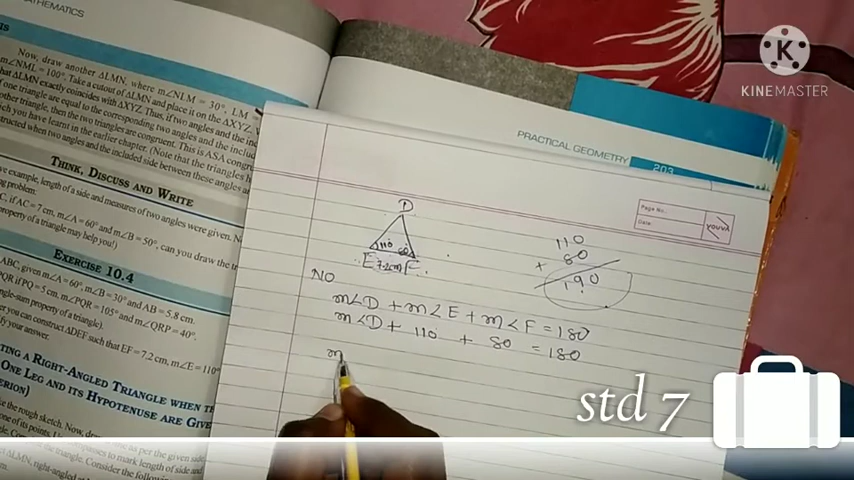 MATHEMATICS
Now, draw another ΔLMN, where m∠NLM = 30°, LM
m∠NML = 100°. Take a cutout of ΔLMN and place it on the ΔXYZ
that ΔLMN exactly coincides with ΔXYZ. Thus, if two angles and the
of one triangle are equal to the corresponding two angles and the include
other triangle, then the two triangles are congruent. This is ASA congru
which you have learnt in the earlier chapter. (Note that the triangles
constructed when two angles and the included side between these angles a
THINK, DISCUSS AND WRITE
example, length of a side and measures of two angles were given. N
ng problem:
C, if AC = 7 cm, m∠A = 60° and m∠B = 50°, can you draw the
property of a triangle may help you!)
EXERCISE 10.4
ABC, given m∠A = 60°, m∠B = 30° and AB = 5.8 cm.
PQR if PQ = 5 cm, m∠PQR = 105° and m∠QRP = 40°.
gle-sum property of a triangle).
er you can construct ΔDEF such that EF = 7.2 cm, m∠E = 110°
fy your answer.
TING A RIGHT-ANGLED TRIANGLE WHEN
ONE LEG AND ITS HYPOTENUSE ARE GIVE
ERION)
PRACTICAL GEOMETRY 203
KINEMASTER
Page No.
Date
YOUVA
D
110 80
E 7.2cm F
110
+ 80
190
NO
m∠D + m∠E + m∠F = 180
m∠D + 110 + 80 = 180
m
std 7